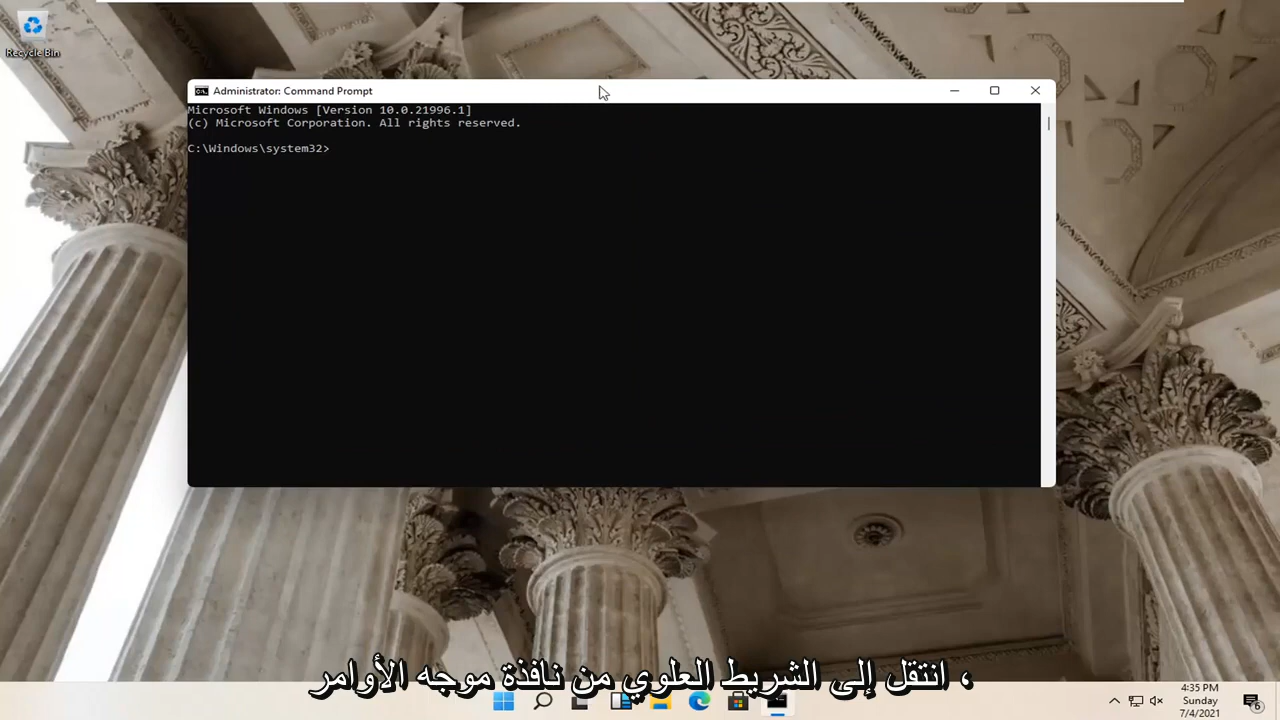 Recycle Bin
Administrator: Command Prompt
Microsoft Windows [Version 10.0.21996.1]
(c) Microsoft Corporation. All rights reserved.
C:\Windows\system32>
، انتقل إلى الشريط العلوي من نافذة موجه الأوامر
4:35 PM
Sunday
7/4/2021
6